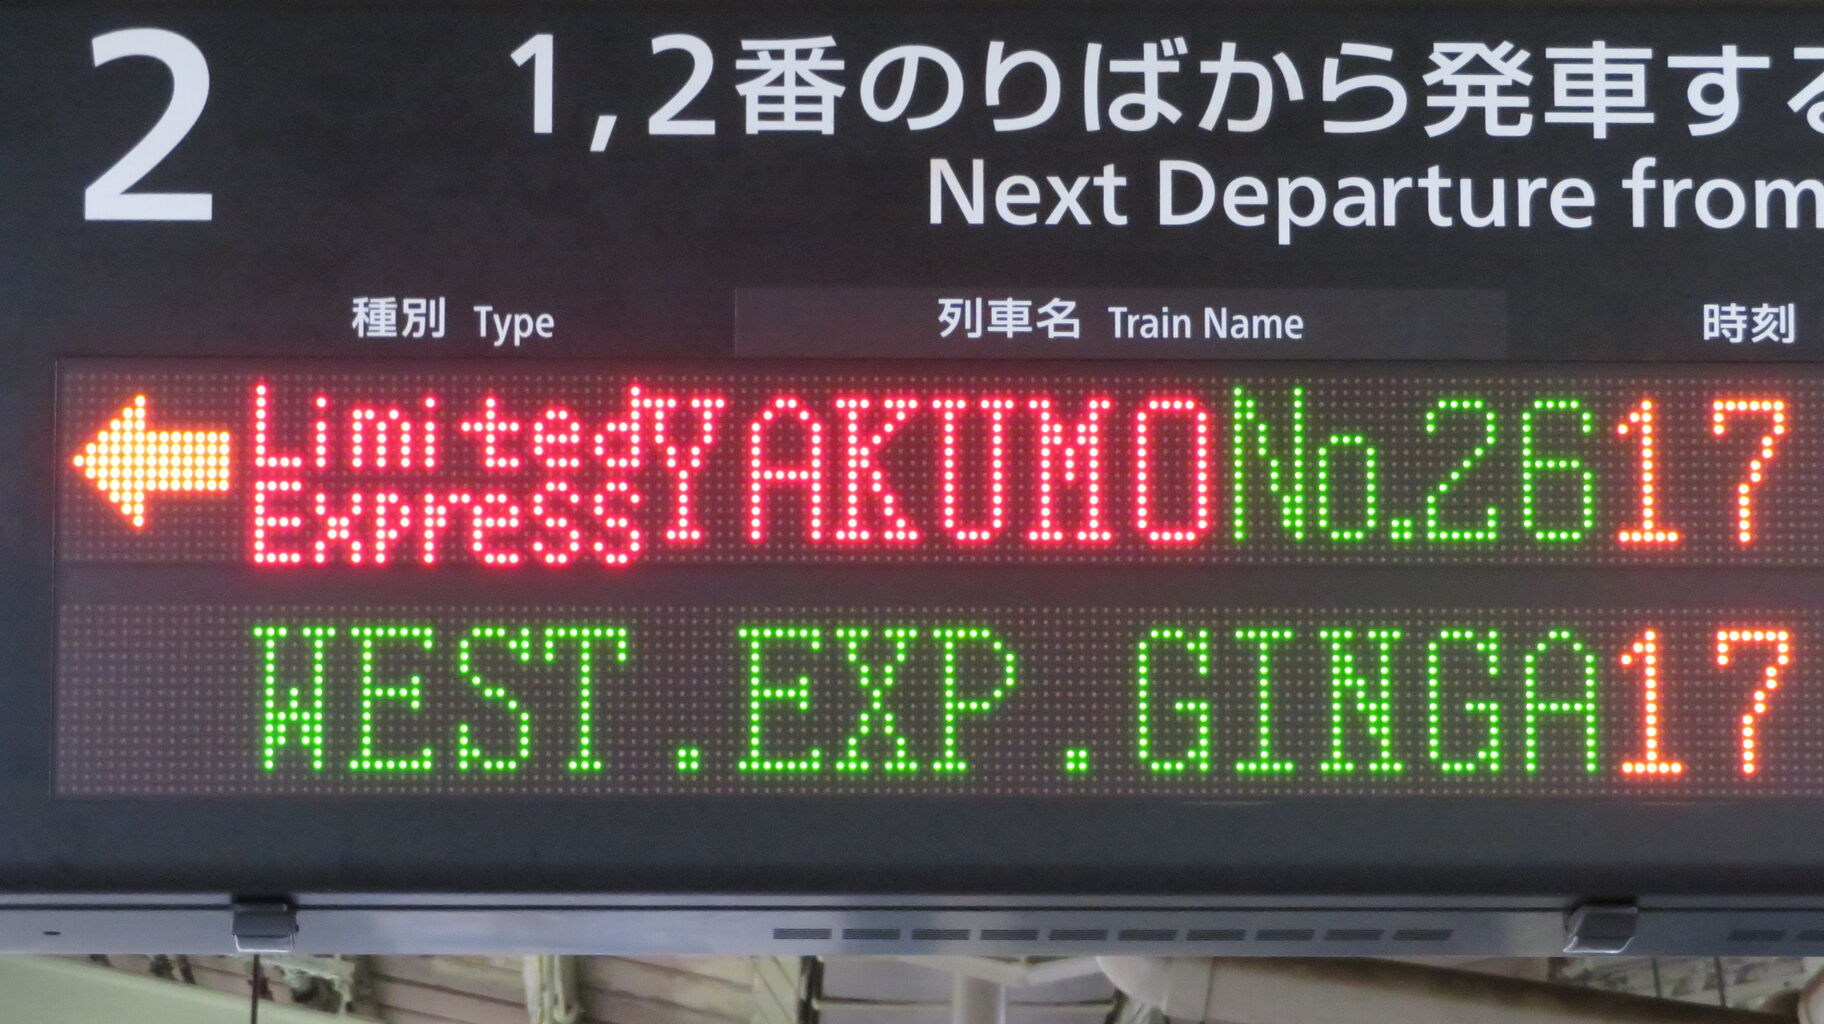 2
1,2番のりばから発車する
Next Departure from
種別 Type 列車名 Train Name 時刻
Limited Express YAKUMO No.26 17
WEST.EXP.GINGA 17